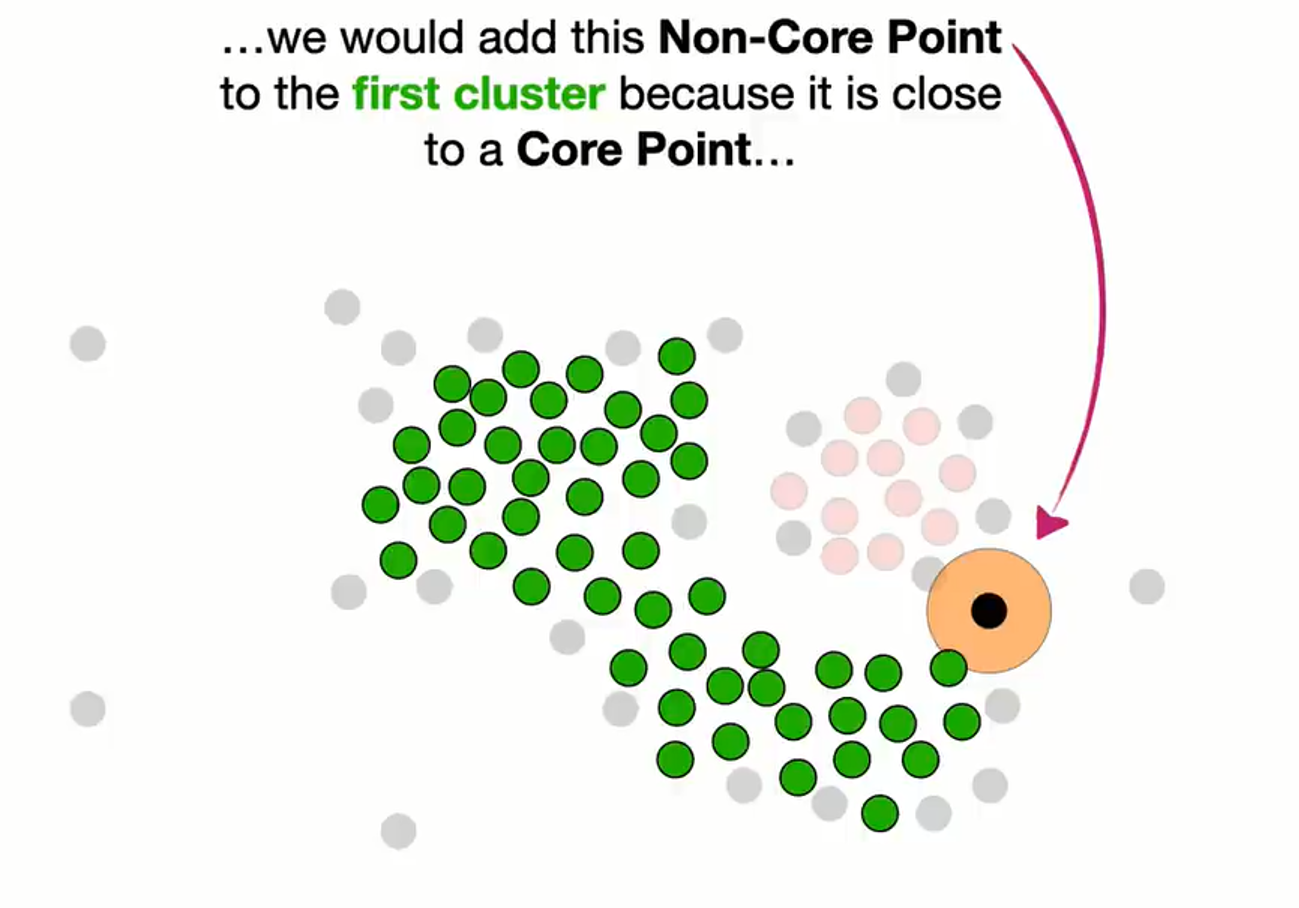 …we would add this Non-Core Point
to the first cluster because it is close
to a Core Point…